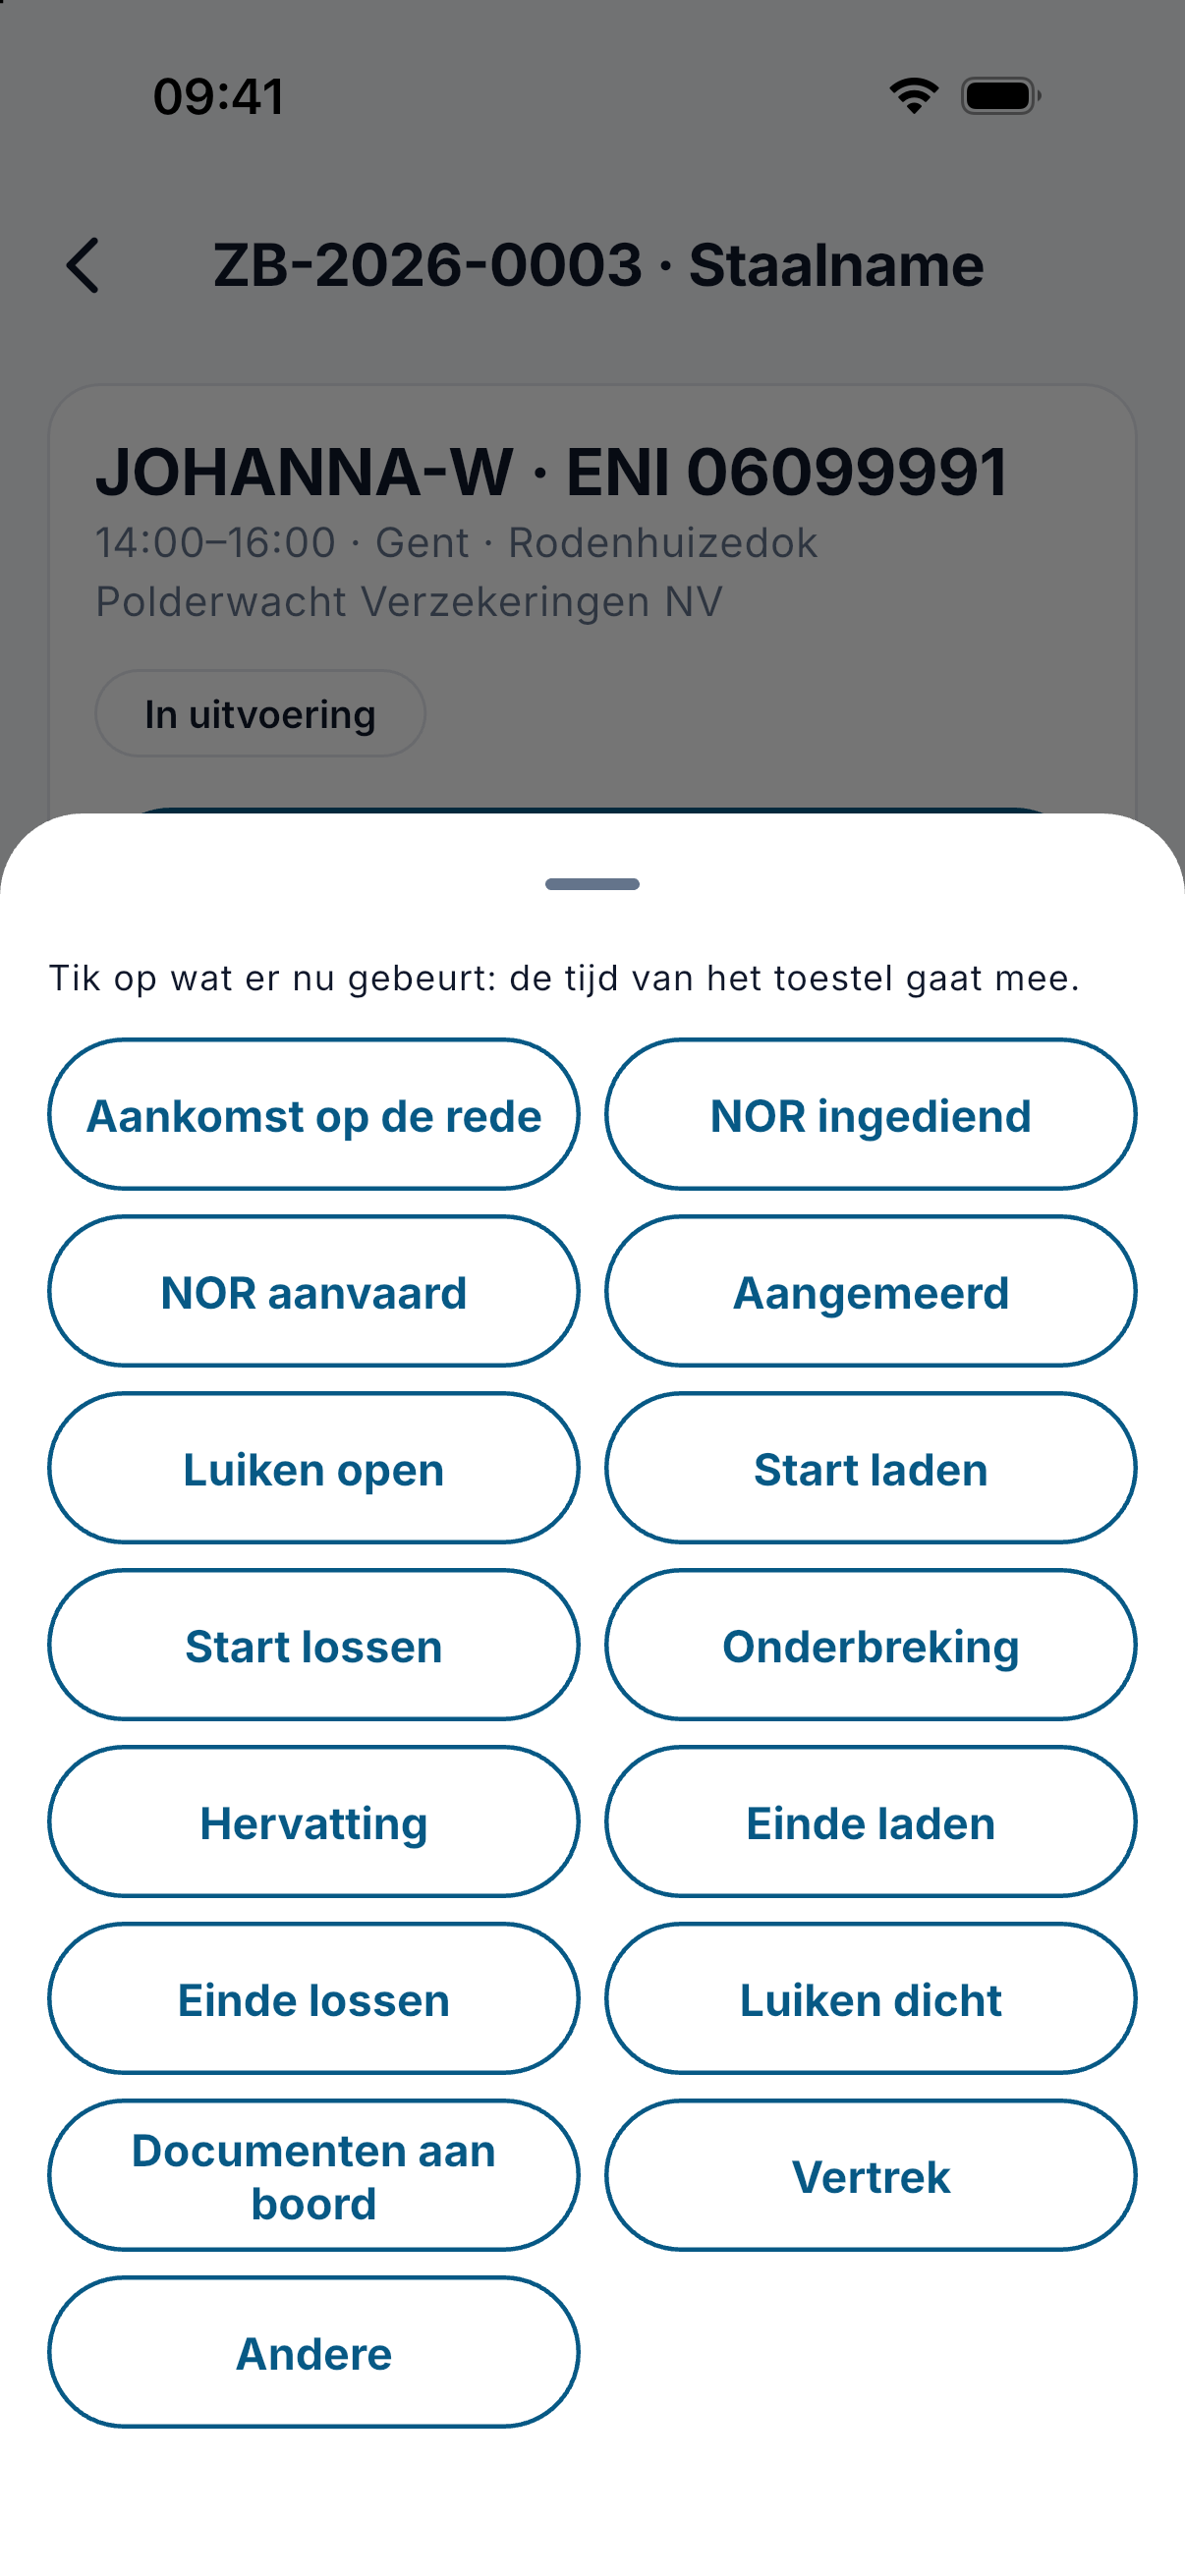 09:41
ZB-2026-0003 · Staalname
JOHANNA-W · ENI 06099991
14:00–16:00 · Gent · Rodenhuizedok
Polderwacht Verzekeringen NV
In uitvoering
Tik op wat er nu gebeurt: de tijd van het toestel gaat mee.
Aankomst op de rede
NOR ingediend
NOR aanvaard
Aangemeerd
Luiken open
Start laden
Start lossen
Onderbreking
Hervatting
Einde laden
Einde lossen
Luiken dicht
Documenten aan
boord
Vertrek
Andere